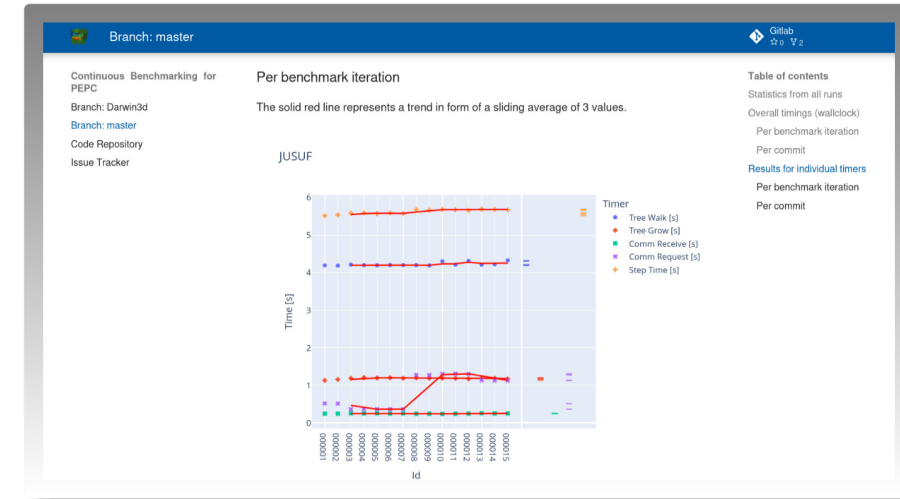 Branch: master
Gitlab
0 2
Continuous Benchmarking for
PEPC
Branch: Darwin3d
Branch: master
Code Repository
Issue Tracker
Per benchmark iteration
The solid red line represents a trend in form of a sliding average of 3 values.
JUSUF
6
5
4
3
2
1
0
Time [s]
000001
000002
000003
000004
000005
000006
000007
000008
000009
000010
000011
000012
000013
000014
000015
Id
Timer
Tree Walk [s]
Tree Grow [s]
Comm Receive [s]
Comm Request [s]
Step Time [s]
Table of contents
Statistics from all runs
Overall timings (wallclock)
Per benchmark iteration
Per commit
Results for individual timers
Per benchmark iteration
Per commit